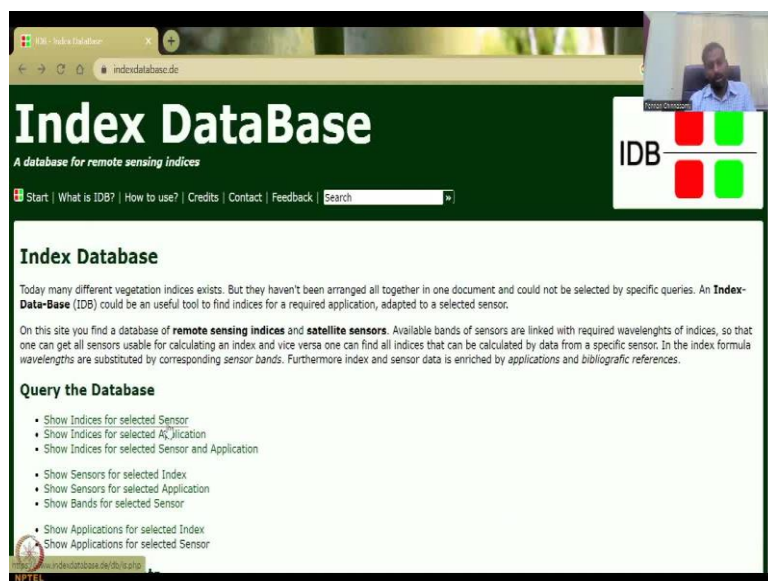 IDB - Index DataBase
indexdatabase.de
Index DataBase
A database for remote sensing indices
IDB
Start | What is IDB? | How to use? | Credits | Contact | Feedback | Search »
Index Database
Today many different vegetation indices exists. But they haven't been arranged all together in one document and could not be selected by specific queries. An Index-
Data-Base (IDB) could be an useful tool to find indices for a required application, adapted to a selected sensor.
On this site you find a database of remote sensing indices and satellite sensors. Available bands of sensors are linked with required wavelenghts of indices, so that
one can get all sensors usable for calculating an index and vice versa one can find all indices that can be calculated by data from a specific sensor. In the index formula
wavelengths are substituted by corresponding sensor bands. Furthermore index and sensor data is enriched by applications and bibliografic references.
Query the Database
Show Indices for selected Sensor
Show Indices for selected Application
Show Indices for selected Sensor and Application
Show Sensors for selected Index
Show Sensors for selected Application
Show Bands for selected Sensor
Show Applications for selected Index
Show Applications for selected Sensor
https://www.indexdatabase.de/db/is.php
NPTEL